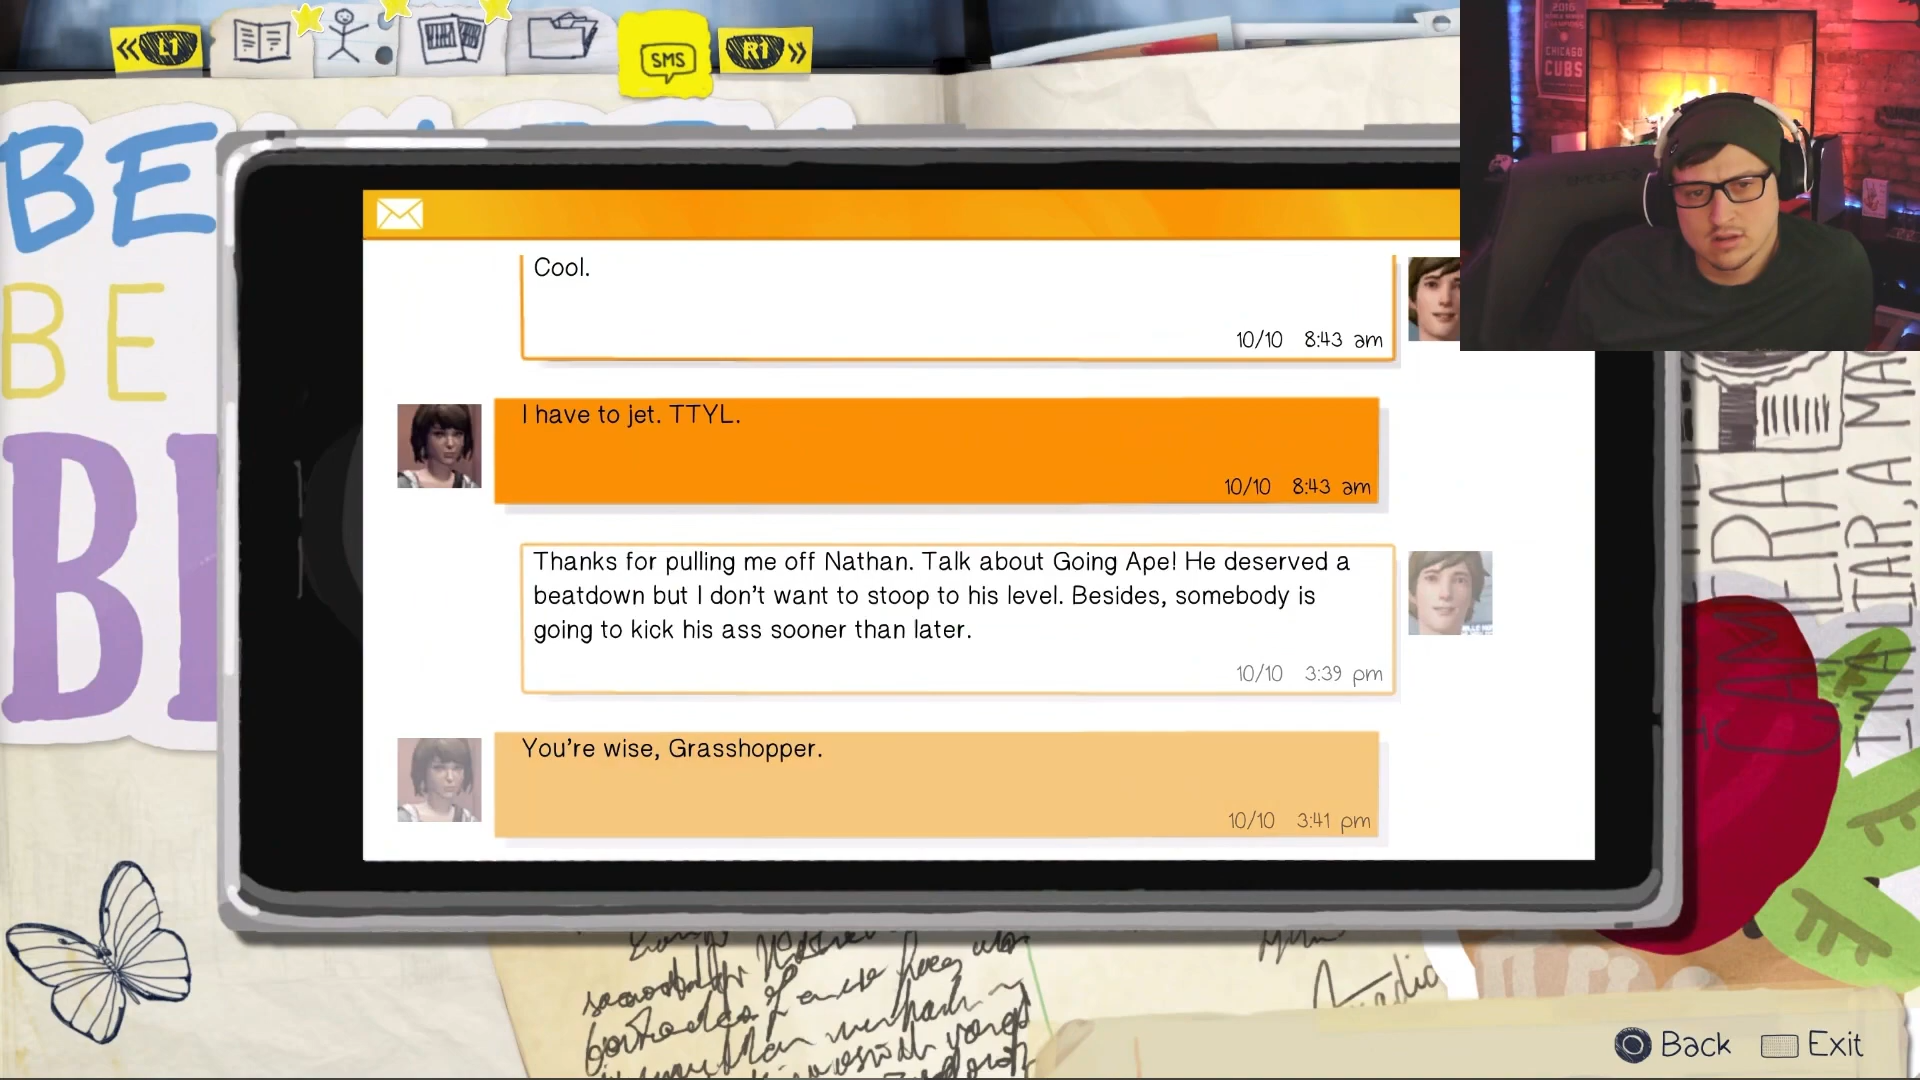 L1
SMS
R1
2016
CHICAGO
CUBS
BE
BE
Cool.
10/10 8:43 am
I have to jet. TTYL.
10/10 8:43 am
Thanks for pulling me off Nathan. Talk about Going Ape! He deserved a
beatdown but I don't want to stoop to his level. Besides, somebody is
going to kick his ass sooner than later.
10/10 3:39 pm
You're wise, Grasshopper.
10/10 3:41 pm
CAMERA
I'M A LIAR, A
Back
Exit